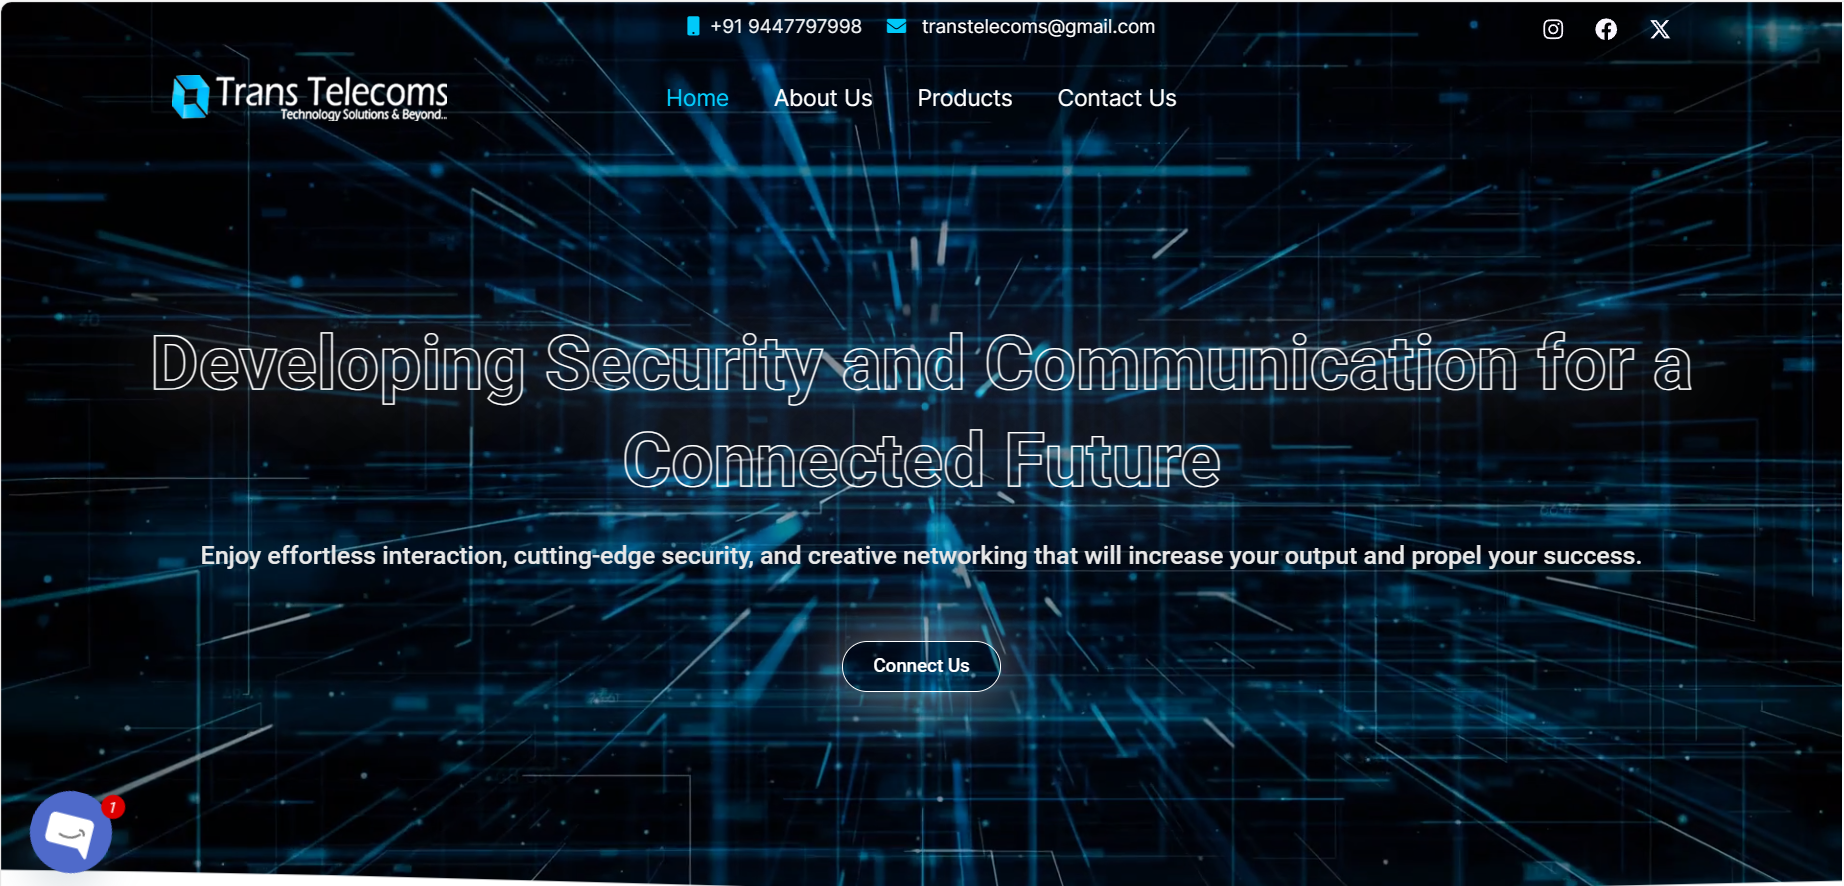 +91 9447797998 transtelecoms@gmail.com
Trans Telecoms
Technology Solutions & Beyond..
Home About Us Products Contact Us
Developing Security and Communication for a
Connected Future
Enjoy effortless interaction, cutting-edge security, and creative networking that will increase your output and propel your success.
Connect Us
1